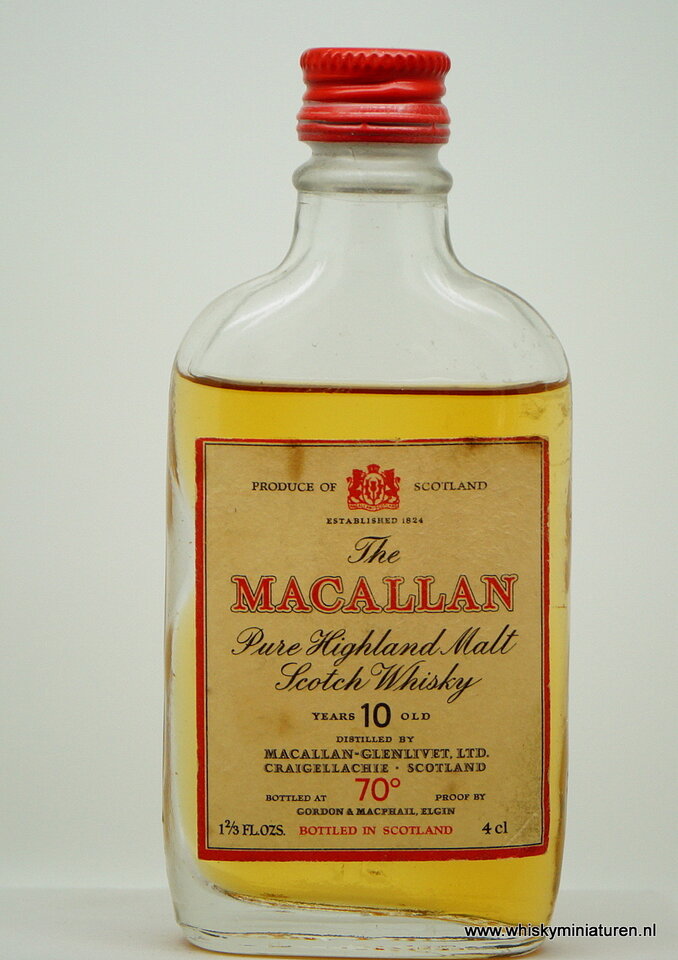 PRODUCE OF SCOTLAND
ESTABLISHED 1824
The
MACALLAN
Pure Highland Malt
Scotch Whisky
YEARS 10 OLD
DISTILLED BY
MACALLAN-GLENLIVET, LTD.
CRAIGELLACHIE · SCOTLAND
BOTTLED AT 70° PROOF BY
GORDON & MACPHAIL, ELGIN
1⅔ FL.OZS. BOTTLED IN SCOTLAND 4 cl
www.whiskyminiaturen.nl